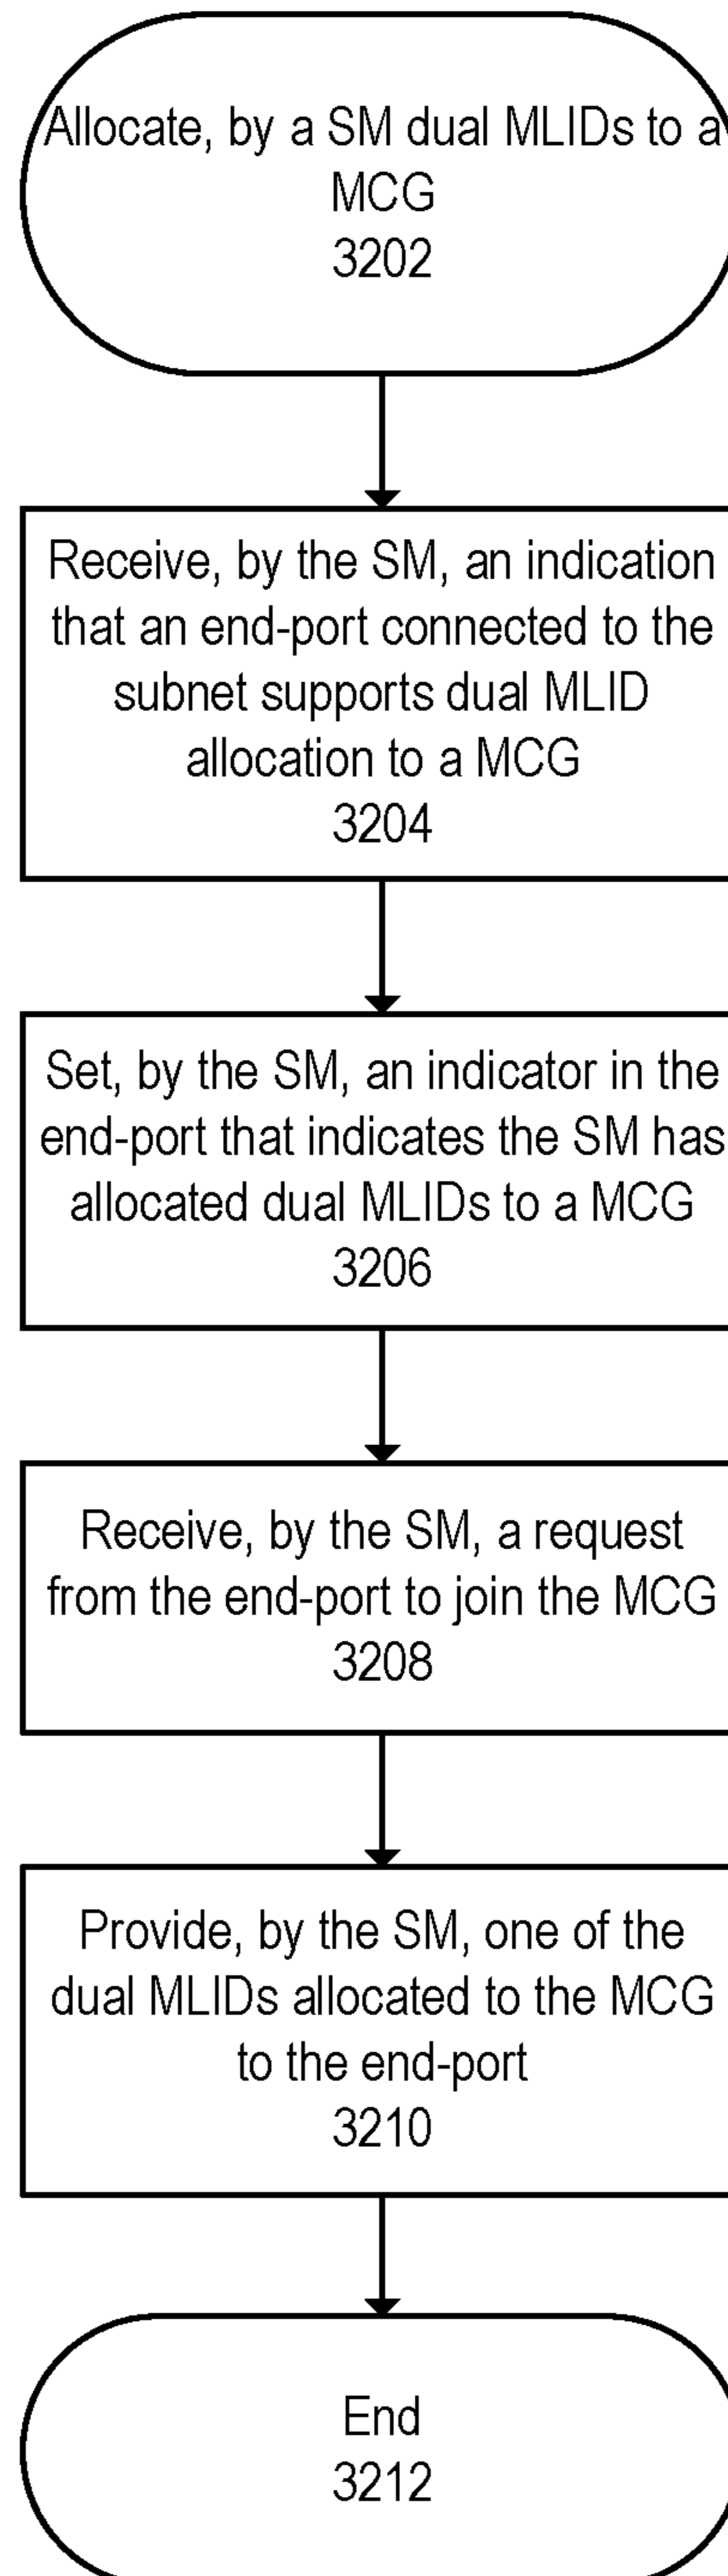 Allocate, by a SM dual MLIDs to a
MCG
3202
Receive, by the SM, an indication
that an end-port connected to the
subnet supports dual MLID
allocation to a MCG
3204
Set, by the SM, an indicator in the
end-port that indicates the SM has
allocated dual MLIDs to a MCG
3206
Receive, by the SM, a request
from the end-port to join the MCG
3208
Provide, by the SM, one of the
dual MLIDs allocated to the MCG
to the end-port
3210
End
3212